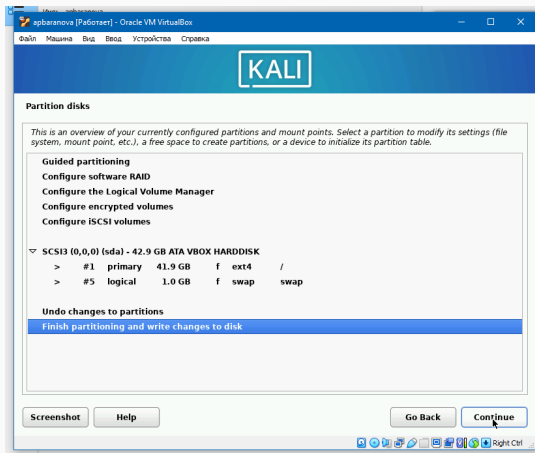 Имя: apbaranova
apbaranova [Работает] - Oracle VM VirtualBox
Файл Машина Вид Ввод Устройства Справка
KALI
Partition disks
This is an overview of your currently configured partitions and mount points. Select a partition to modify its settings (file
system, mount point, etc.), a free space to create partitions, or a device to initialize its partition table.
Guided partitioning
Configure software RAID
Configure the Logical Volume Manager
Configure encrypted volumes
Configure iSCSI volumes
SCSI3 (0,0,0) (sda) - 42.9 GB ATA VBOX HARDDISK
> #1 primary 41.9 GB f ext4 /
> #5 logical 1.0 GB f swap swap
Undo changes to partitions
Finish partitioning and write changes to disk
Screenshot Help Go Back Continue
Right Ctrl